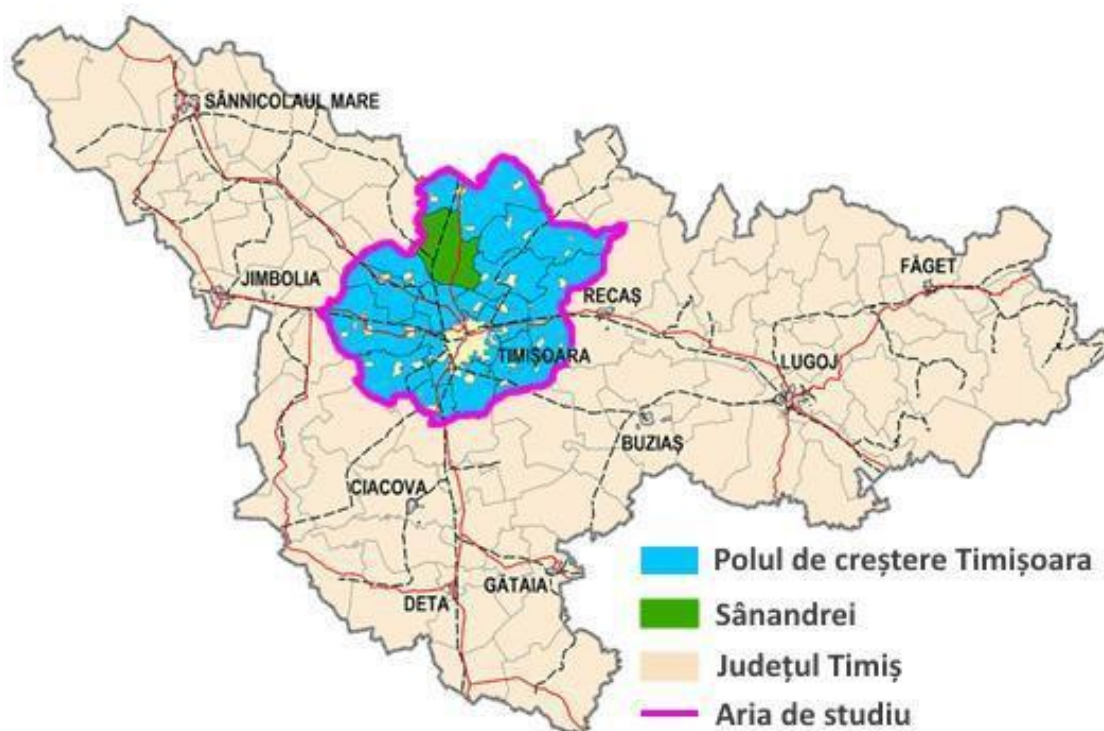 SÂNNICOLAUL MARE
JIMBOLIA
FĂGET
RECAȘ
TIMIȘOARA
LUGOJ
BUZIAȘ
CIACOVA
GĂTAIA
DETA
Polul de creștere Timișoara
Sânandrei
Județul Timiș
Aria de studiu